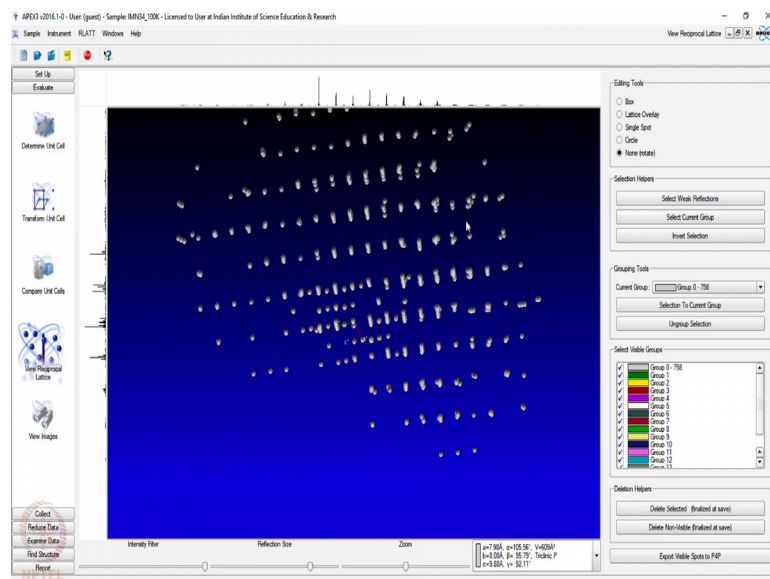 APEX3 v2016.1-0 - User: (guest) - Sample: IMN34_100K - Licensed to User at Indian Institute of Science Education & Research
Sample Instrument RLATT Windows Help
View Reciprocal Lattice
Set Up
Evaluate
Determine Unit Cell
Transform Unit Cell
Compare Unit Cells
View Reciprocal Lattice
View Images
Collect
Reduce Data
Examine Data
Find Structure
Report
Editing Tools
Box
Lattice Overlay
Single Spot
Circle
None (rotate)
Selection Helpers
Select Weak Reflections
Select Current Group
Invert Selection
Grouping Tools
Current Group: Group 0 - 758
Selection To Current Group
Ungroup Selection
Select Visible Groups
Group 0 - 758
Group 1
Group 2
Group 3
Group 4
Group 5
Group 6
Group 7
Group 8
Group 9
Group 10
Group 11
Group 12
Group 13
Deletion Helpers
Delete Selected (finalized at save)
Delete Non-Visible (finalized at save)
Export Visible Spots to P4P
Intensity Filter
Reflection Size
Zoom
a=7.98Å, α=105.56°, V=609Å³
b=8.08Å, β= 95.79°, Triclinic P
c=9.88Å, γ= 92.11°
NPTEL